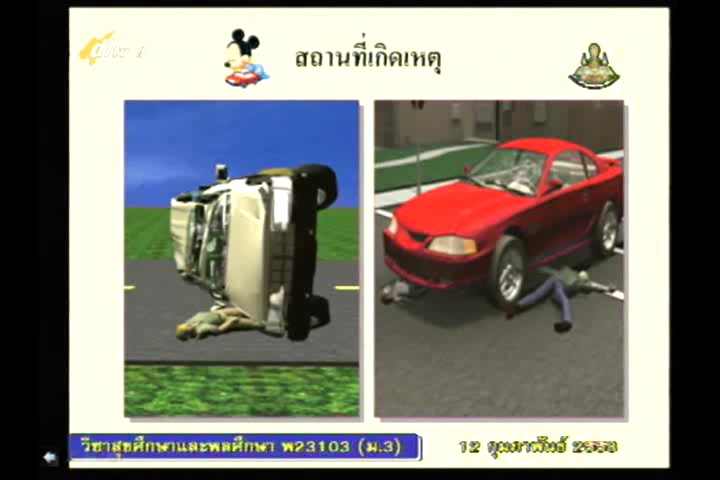 สถานที่เกิดเหตุ
วิชาสุขศึกษาและพลศึกษา พ23103 (ม.3)
12 กุมภาพันธ์